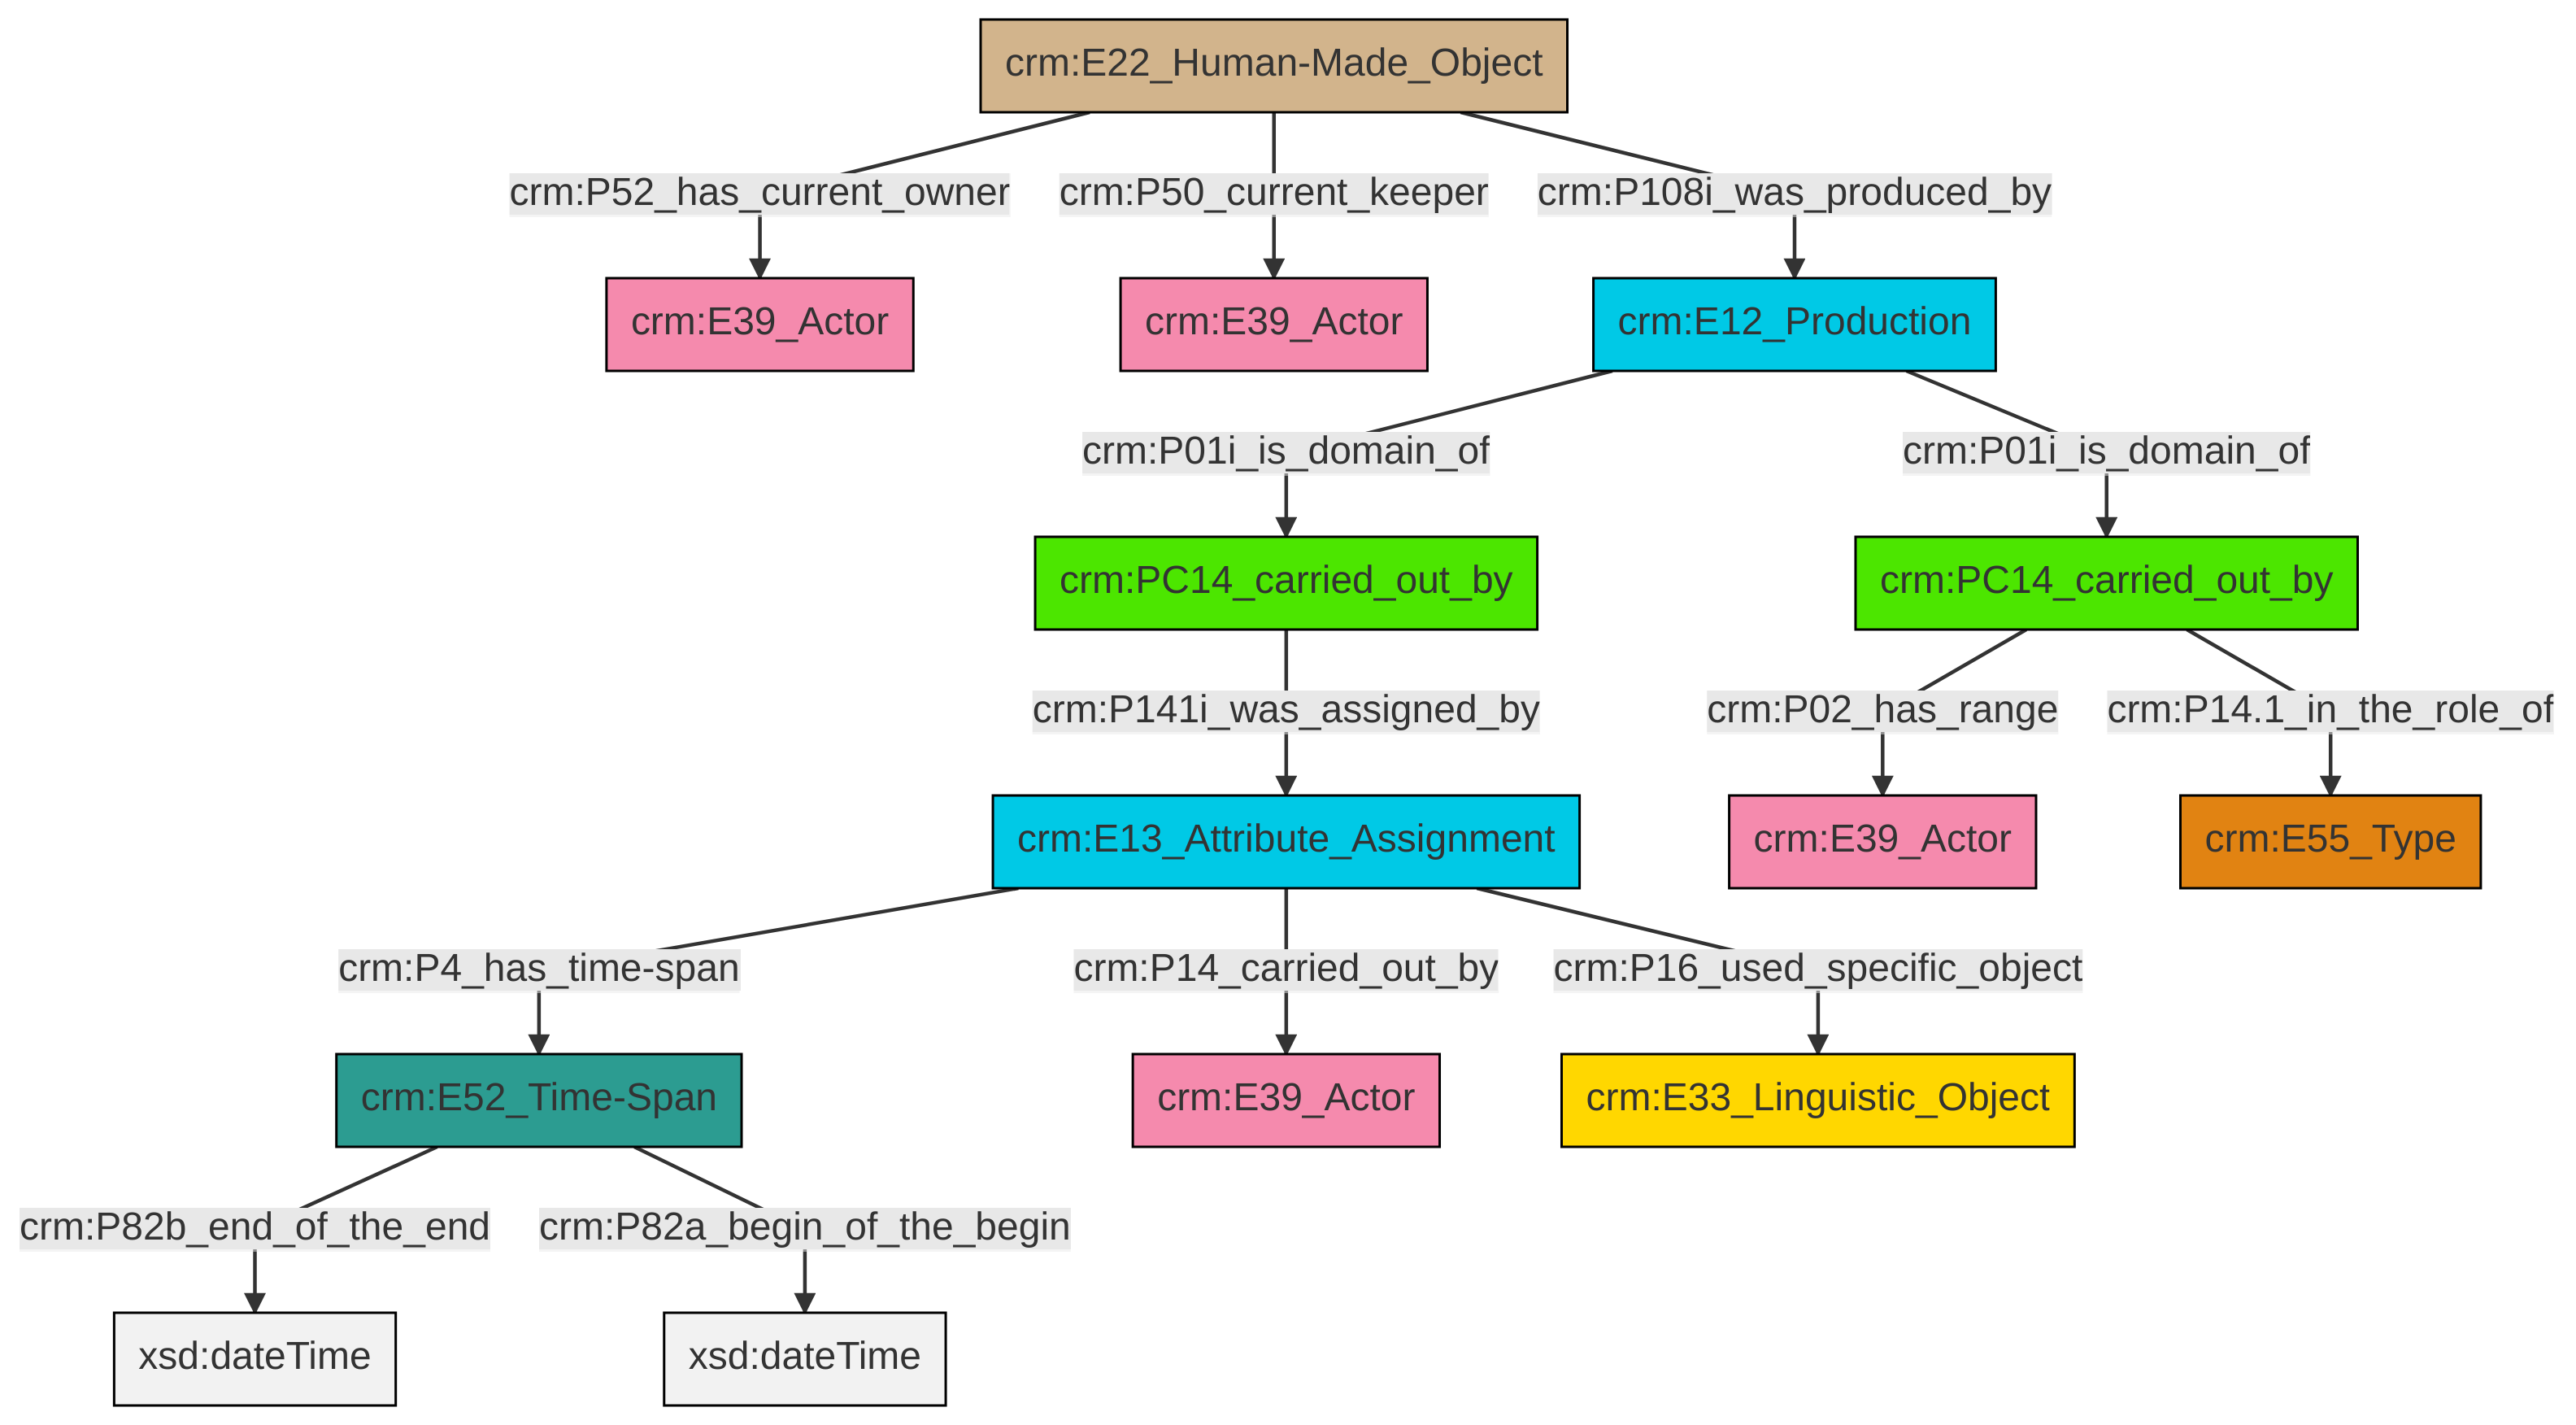 crm:E22_Human-Made_Object
crm:P52_has_current_owner
crm:P50_current_keeper
crm:P108i_was_produced_by
crm:E39_Actor
crm:E39_Actor
crm:E12_Production
crm:P01i_is_domain_of
crm:P01i_is_domain_of
crm:PC14_carried_out_by
crm:PC14_carried_out_by
crm:P141i_was_assigned_by
crm:P02_has_range
crm:P14.1_in_the_role_of
crm:E13_Attribute_Assignment
crm:E39_Actor
crm:E55_Type
crm:P4_has_time-span
crm:P14_carried_out_by
crm:P16_used_specific_object
crm:E52_Time-Span
crm:E39_Actor
crm:E33_Linguistic_Object
crm:P82b_end_of_the_end
crm:P82a_begin_of_the_begin
xsd:dateTime
xsd:dateTime